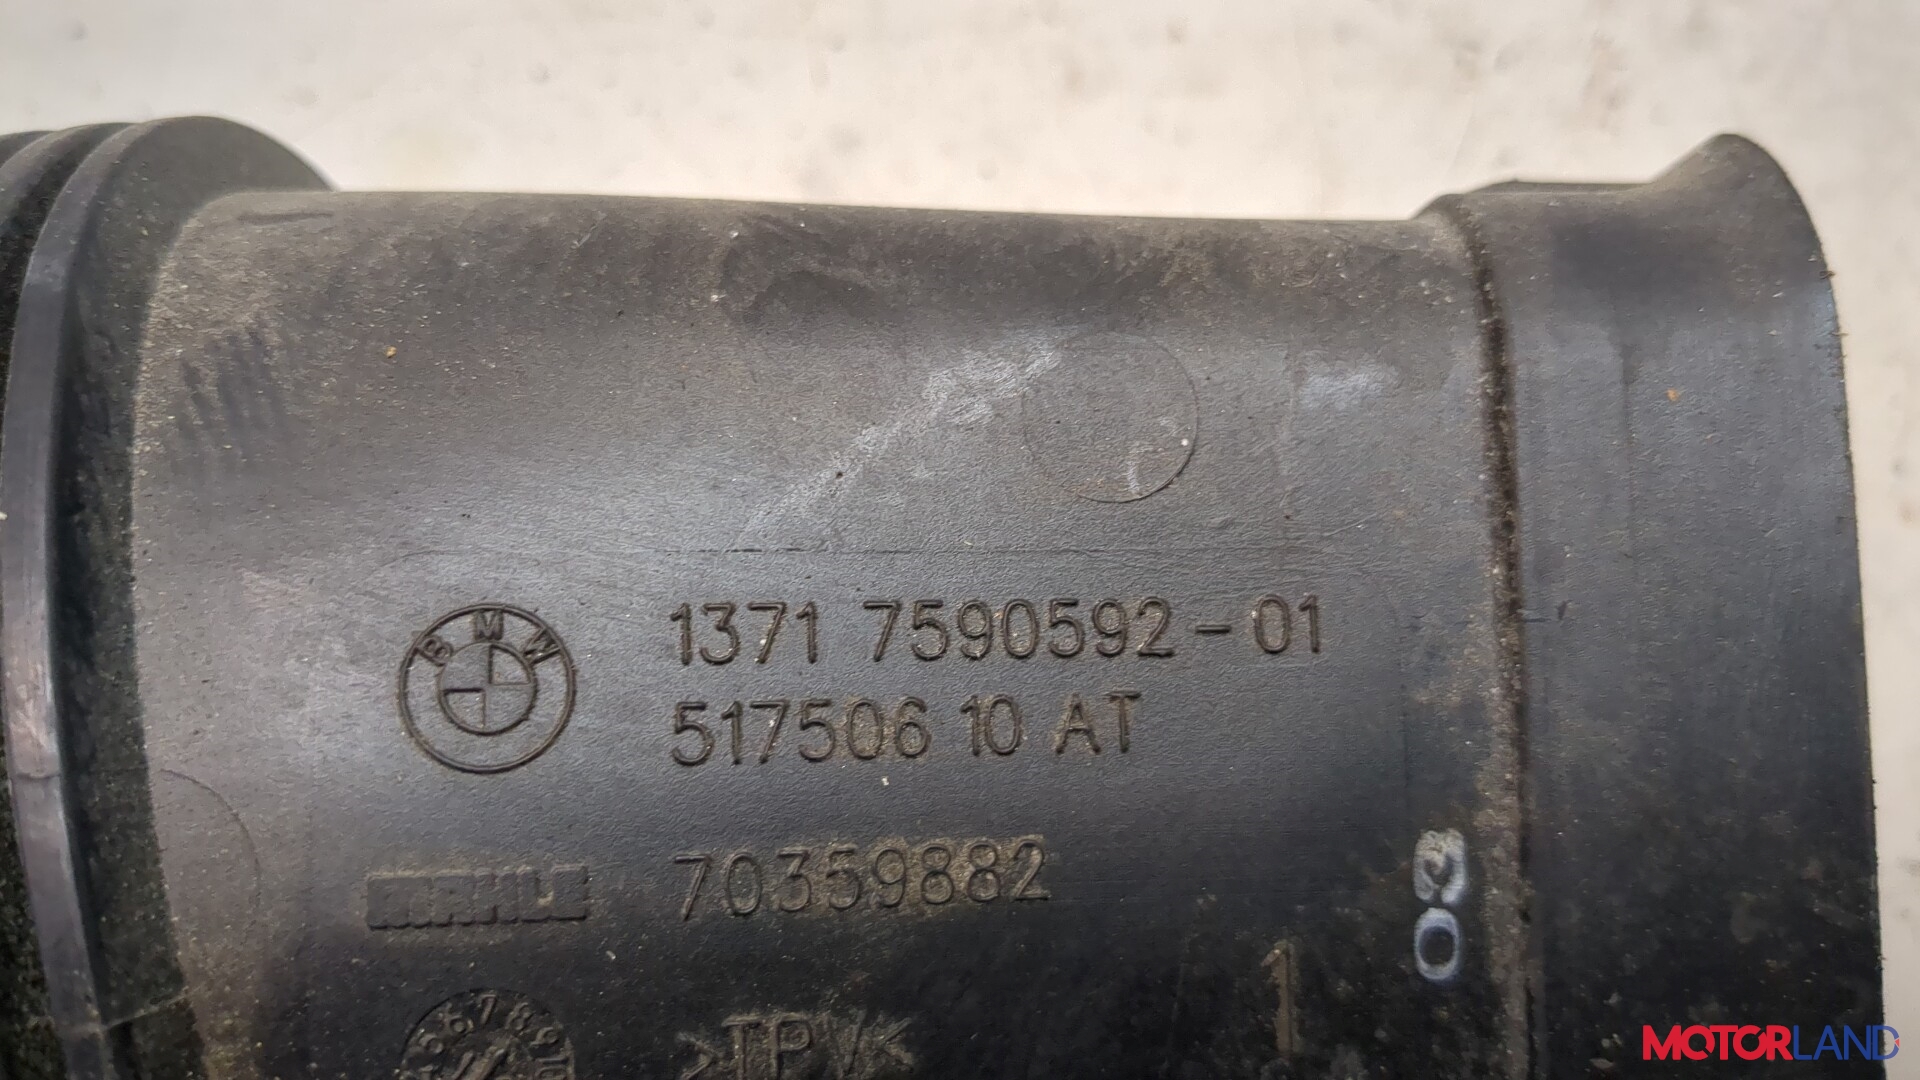 BMW
1371 7590592-01
517506 10 AT
MAHLE 70359882
03
1
>TPV<
MOTORLAND